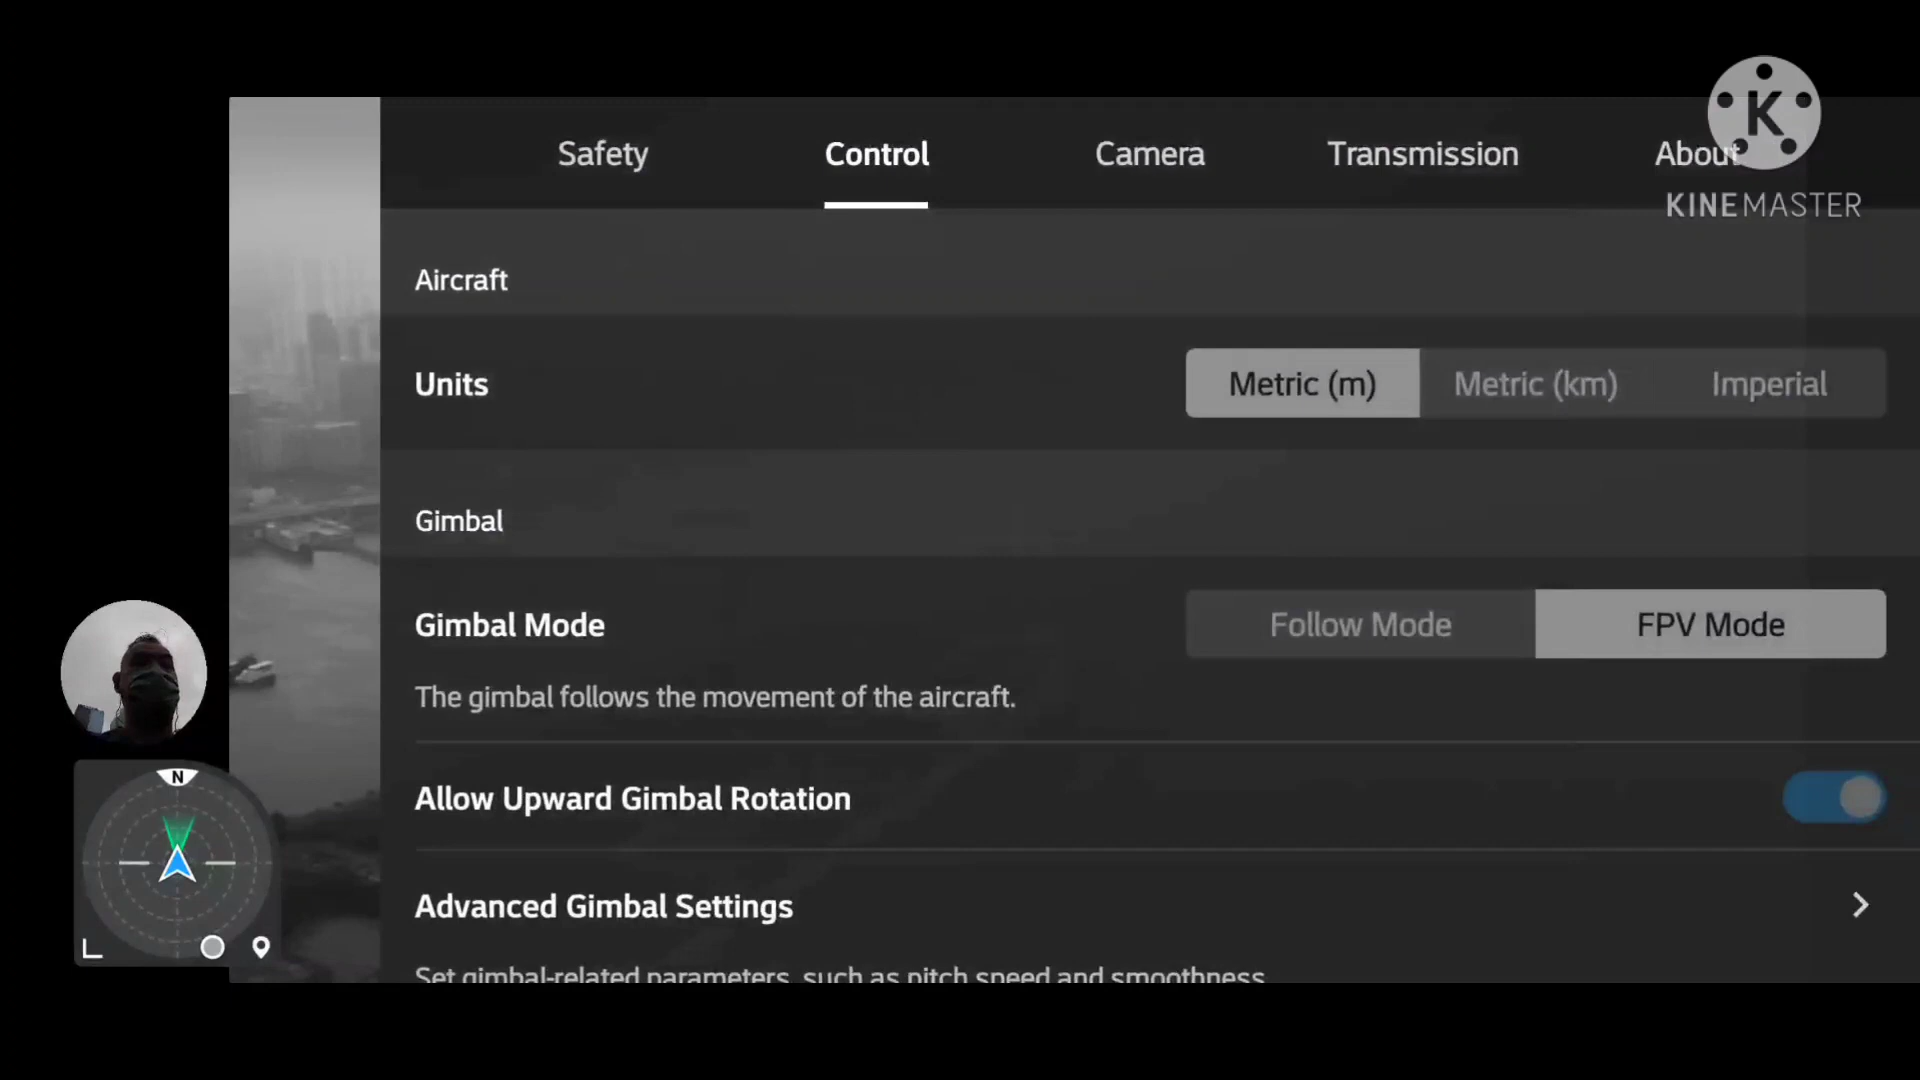 Safety
Control
Camera
Transmission
About
K
KINEMASTER
Aircraft
Units
Metric (m)
Metric (km)
Imperial
Gimbal
Gimbal Mode
Follow Mode
FPV Mode
The gimbal follows the movement of the aircraft.
Allow Upward Gimbal Rotation
N
Advanced Gimbal Settings
Set gimbal-related parameters, such as pitch speed and smoothness